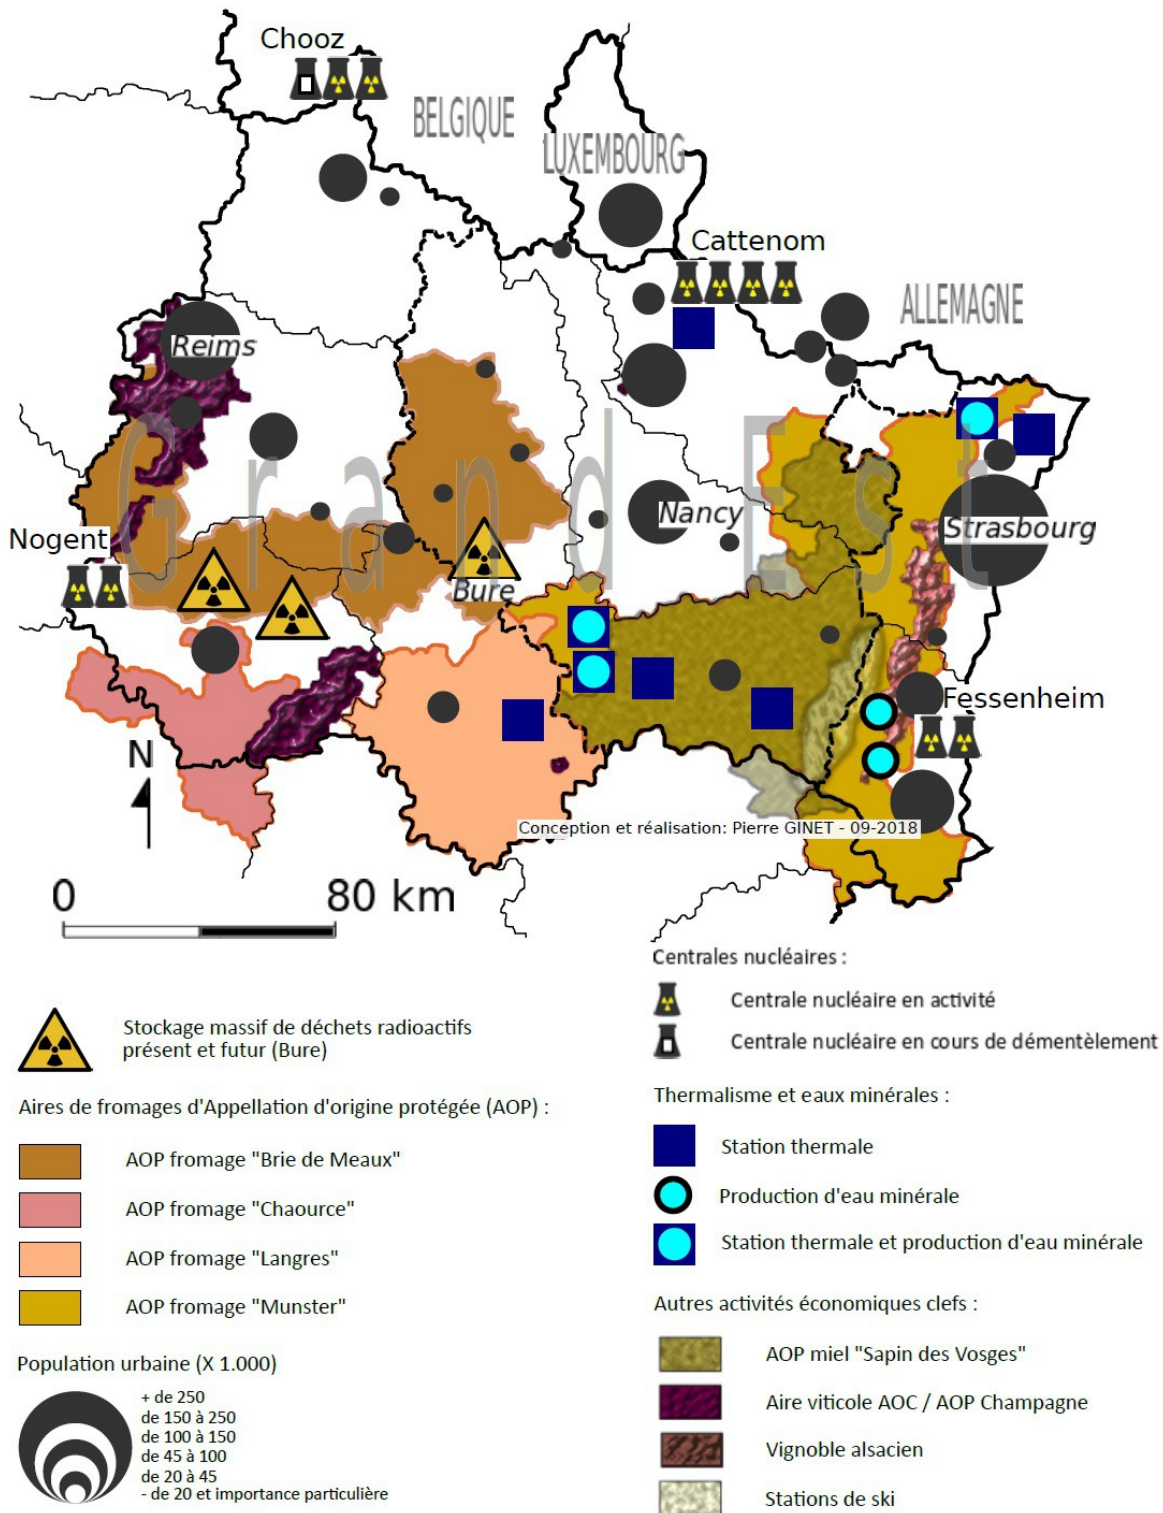 Chooz
BELGIQUE
LUXEMBOURG
Cattenom
ALLEMAGNE
Reims
Grand Est
Nancy
Strasbourg
Nogent
Bure
Fessenheim
N
Conception et réalisation: Pierre GINET - 09-2018
0 80 km
Stockage massif de déchets radioactifs
présent et futur (Bure)
Aires de fromages d'Appellation d'origine protégée (AOP) :
AOP fromage "Brie de Meaux"
AOP fromage "Chaource"
AOP fromage "Langres"
AOP fromage "Munster"
Population urbaine (X 1.000)
+ de 250
de 150 à 250
de 100 à 150
de 45 à 100
de 20 à 45
- de 20 et importance particulière
Centrales nucléaires :
Centrale nucléaire en activité
Centrale nucléaire en cours de démentèlement
Thermalisme et eaux minérales :
Station thermale
Production d'eau minérale
Station thermale et production d'eau minérale
Autres activités économiques clefs :
AOP miel "Sapin des Vosges"
Aire viticole AOC / AOP Champagne
Vignoble alsacien
Stations de ski